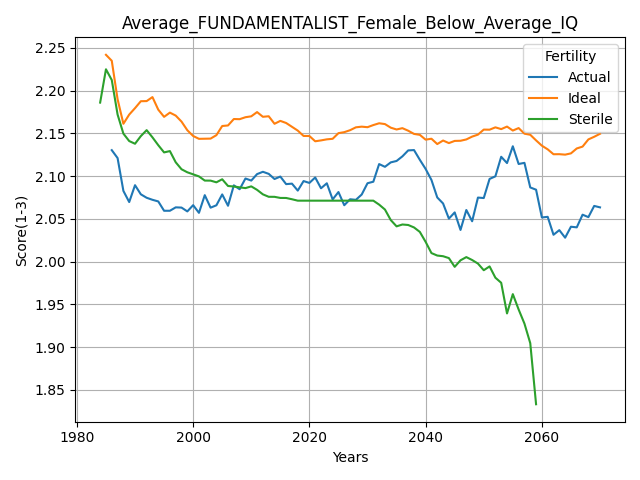 Average_FUNDAMENTALIST_Female_Below_Average_IQ
Fertility
Actual
Ideal
Sterile
Score(1-3)
2.25
2.20
2.15
2.10
2.05
2.00
1.95
1.90
1.85
1980
2000
2020
2040
2060
Years